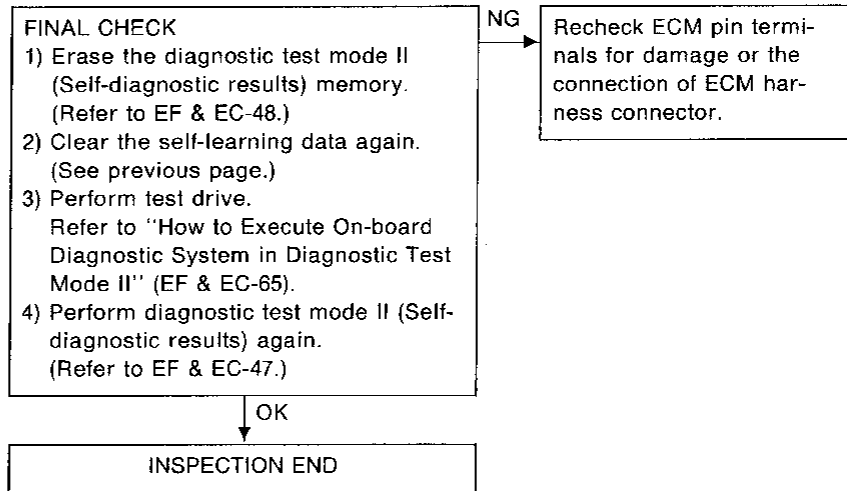 FINAL CHECK
1) Erase the diagnostic test mode II
(Self-diagnostic results) memory.
(Refer to EF & EC-48.)
2) Clear the self-learning data again.
(See previous page.)
3) Perform test drive.
Refer to "How to Execute On-board
Diagnostic System in Diagnostic Test
Mode II" (EF & EC-65).
4) Perform diagnostic test mode II (Self-
diagnostic results) again.
(Refer to EF & EC-47.)
NG
Recheck ECM pin termi-
nals for damage or the
connection of ECM har-
ness connector.
OK
INSPECTION END